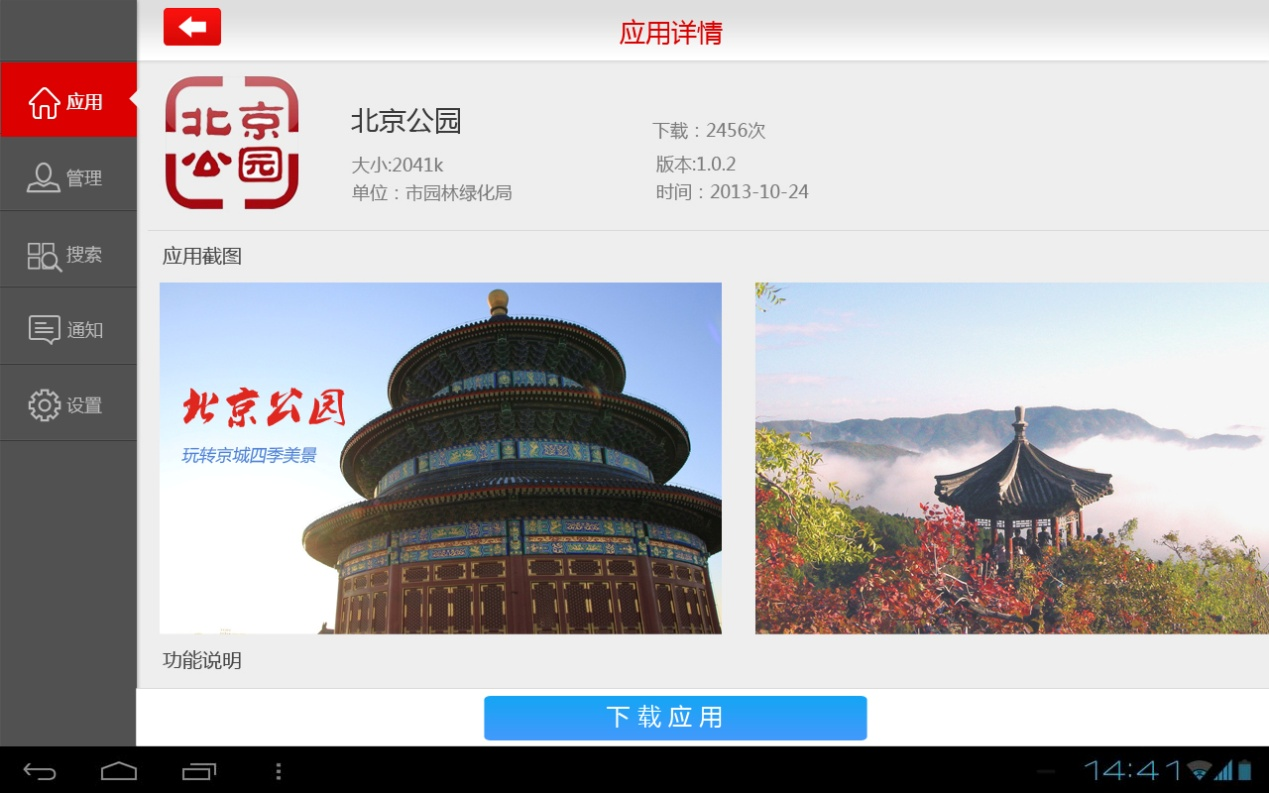 应用详情
应用
管理
搜索
通知
设置
北京
公园
北京公园
下载：2456次
大小:2041k
版本:1.0.2
单位：市园林绿化局
时间：2013-10-24
应用截图
北京公园
玩转京城四季美景
功能说明
下载应用
14:41